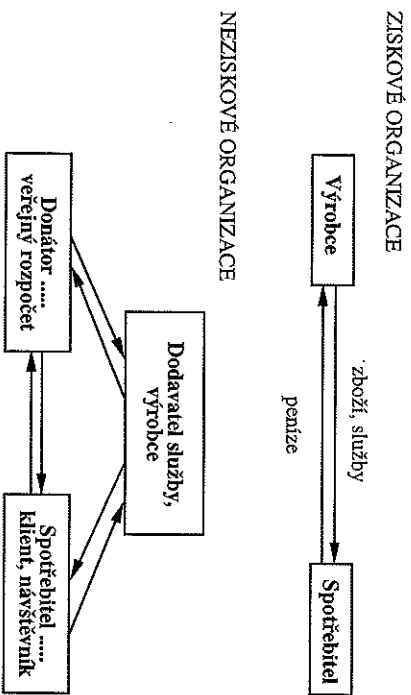 ZISKOVÉ ORGANIZACE
Výrobce
zboží, služby
peníze
Spotřebitel
NEZISKOVÉ ORGANIZACE
Dodavatel služby,
výrobce
Donátor .....
veřejný rozpočet
Spotřebitel .....
klient, návštěvník